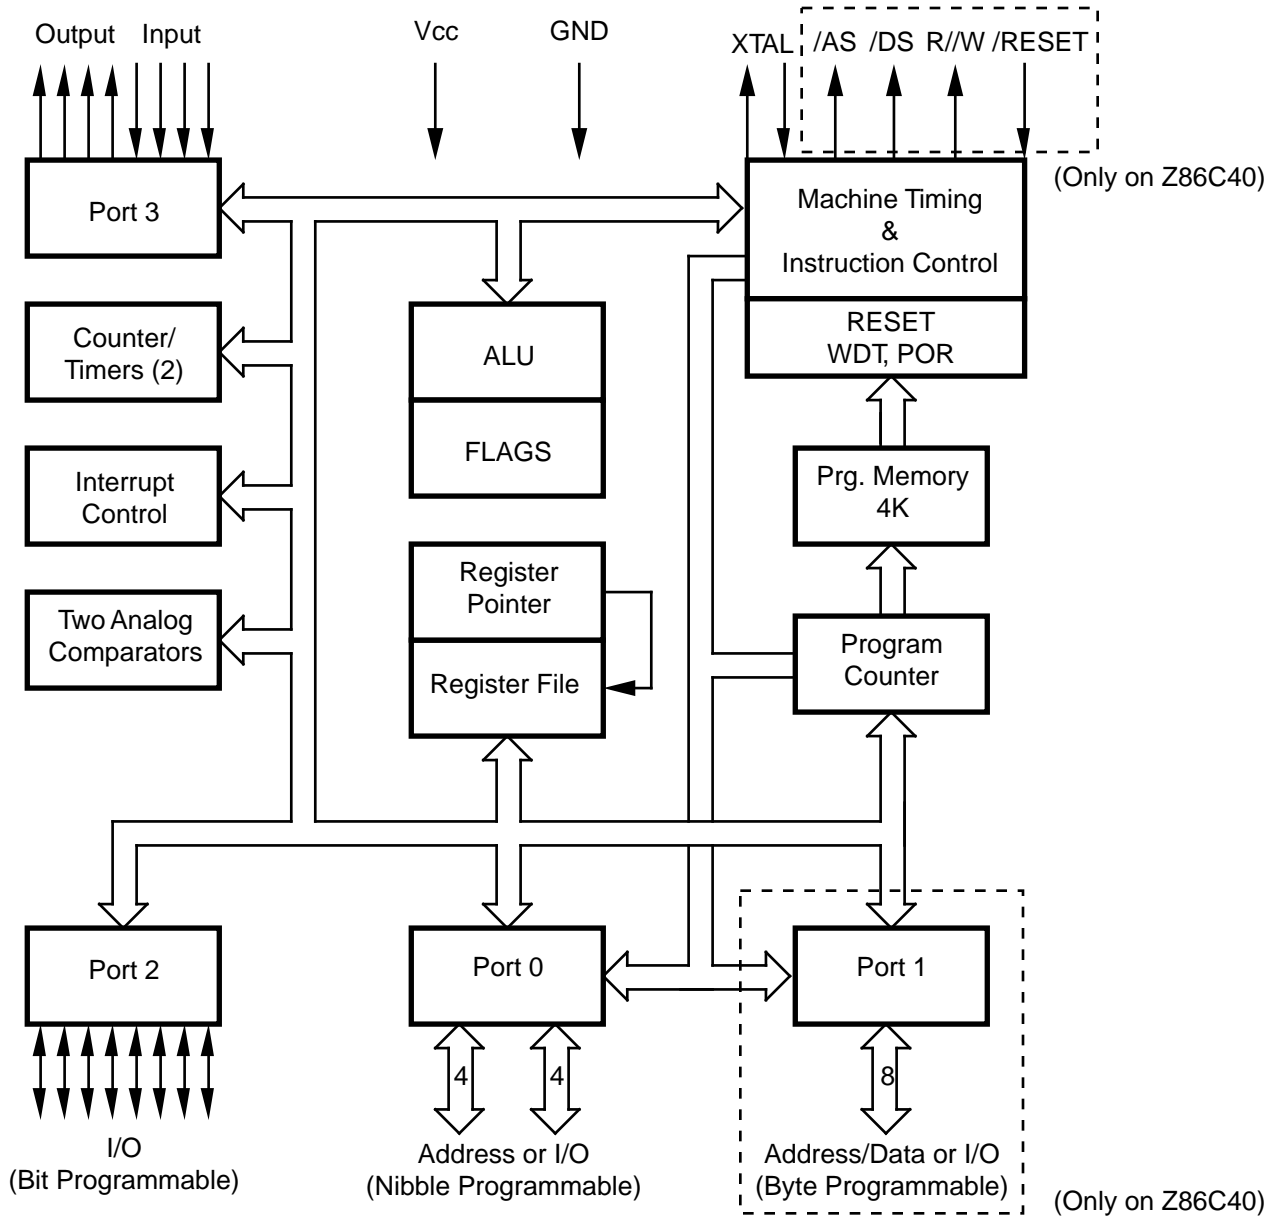 Output Input Vcc GND XTAL /AS /DS R//W /RESET
(Only on Z86C40)
Port 3
Machine Timing
&
Instruction Control
RESET
WDT, POR
Counter/
Timers (2)
ALU
FLAGS
Interrupt
Control
Prg. Memory
4K
Two Analog
Comparators
Register
Pointer
Register File
Program
Counter
Port 2
Port 0
Port 1
4
4
8
I/O
(Bit Programmable)
Address or I/O
(Nibble Programmable)
Address/Data or I/O
(Byte Programmable)
(Only on Z86C40)